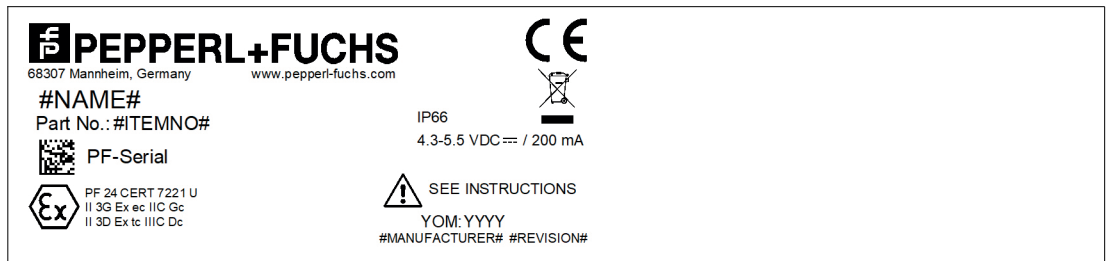 PEPPERL+FUCHS
68307 Mannheim, Germany www.pepperl-fuchs.com
#NAME#
Part No.: #ITEMNO#
PF-Serial
Ex PF 24 CERT 7221 U
II 3G Ex ec IIC Gc
II 3D Ex tc IIIC Dc
CE
IP66
4.3-5.5 VDC⎓ / 200 mA
SEE INSTRUCTIONS
YOM: YYYY
#MANUFACTURER# #REVISION#